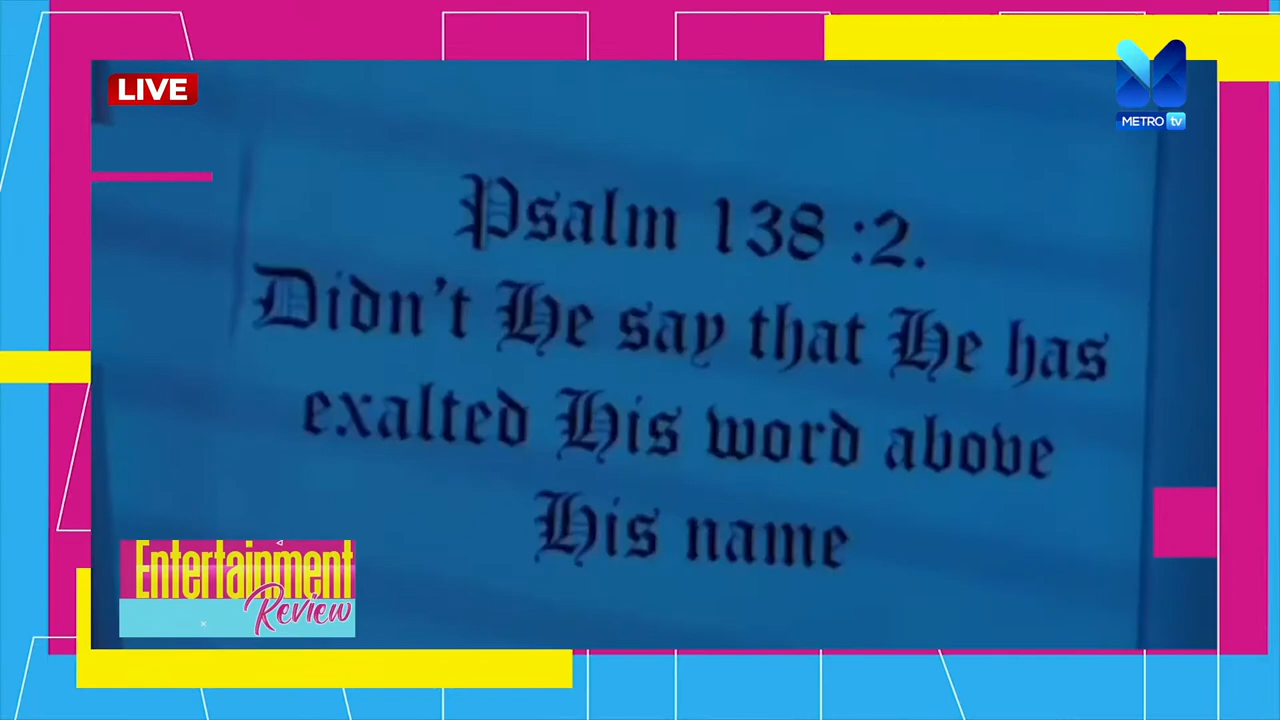 LIVE
METRO tv
Psalm 138 :2.
Didn't He say that He has
exalted His word above
His name
Entertainment
Review